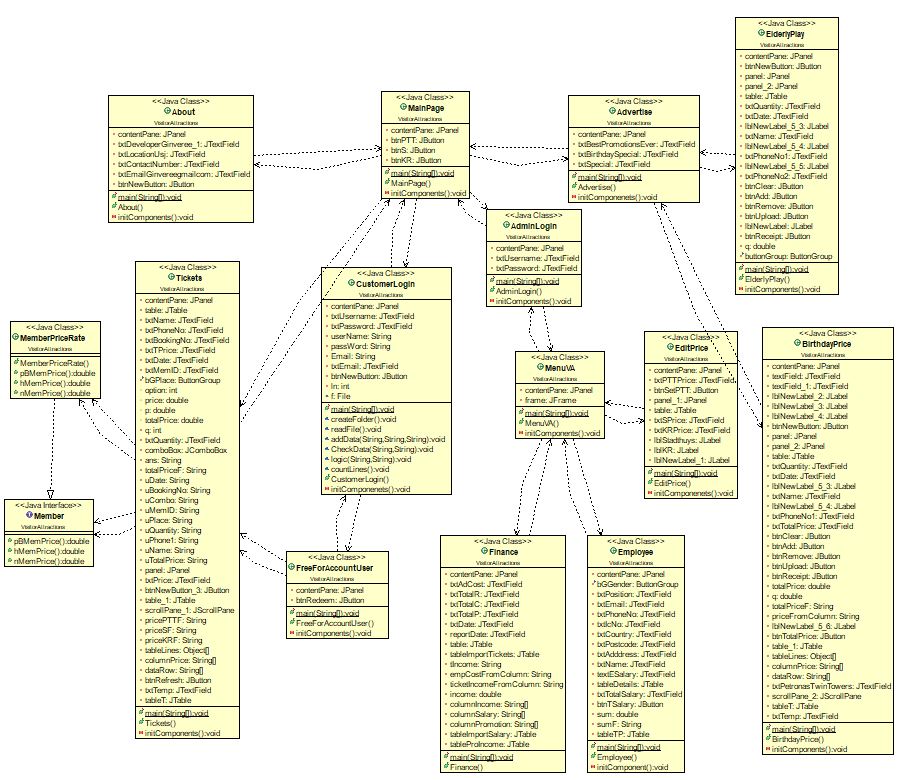 <<Java Class>>
About
VisitorAttractions
contentPane: JPanel
txtDeveloperGinveree_1: JTextField
txtLocationUsj: JTextField
txtContactNumber: JTextField
txtEmailGinvereegmailcom: JTextField
btnNewButton: JButton
main(String[]):void
About()
initComponents():void
<<Java Class>>
MainPage
VisitorAttractions
contentPane: JPanel
btnPTT: JButton
btnS: JButton
btnKR: JButton
main(String[]):void
MainPage()
initComponents():void
<<Java Class>>
Advertise
VisitorAttractions
contentPane: JPanel
txtBestPromotionsEver: JTextField
txtBirthdaySpecial: JTextField
txtSpecial: JTextField
main(String[]):void
Advertise()
initComponenets():void
<<Java Class>>
ElderlyPlay
VisitorAttractions
contentPane: JPanel
btnNewButton: JButton
panel: JPanel
panel_2: JPanel
table: JTable
txtQuantity: JTextField
txtDate: JTextField
lblNewLabel_5_3: JLabel
txtName: JTextField
lblNewLabel_5_4: JLabel
txtPhoneNo1: JTextField
lblNewLabel_5_5: JLabel
txtPhoneNo2: JTextField
btnClear: JButton
btnAdd: JButton
btnRemove: JButton
btnUpload: JButton
lblNewLabel: JLabel
btnReceipt: JButton
q: double
buttonGroup: ButtonGroup
main(String[]):void
ElderlyPlay()
initComponents():void
<<Java Class>>
AdminLogin
VisitorAttractions
contentPane: JPanel
txtUsername: JTextField
txtPassword: JTextField
main(String[]):void
AdminLogin()
initComponents():void
<<Java Class>>
Tickets
VisitorAttractions
contentPane: JPanel
table: JTable
txtName: JTextField
txtPhoneNo: JTextField
txtBookingNo: JTextField
txtTPrice: JTextField
txtDate: JTextField
txtMemID: JTextField
bGPlace: ButtonGroup
option: int
price: double
p: double
totalPrice: double
q: int
txtQuantity: JTextField
comboBox: JComboBox
ans: String
totalPriceF: String
uDate: String
uBookingNo: String
uCombo: String
uMemID: String
uPlace: String
uQuantity: String
uPhone1: String
uName: String
uTotalPrice: String
panel: JPanel
txtPrice: JTextField
btnNewButton_3: JButton
table_1: JTable
scrollPane_1: JScrollPane
pricePTTF: String
priceSF: String
priceKRF: String
tableLines: Object[]
columnPrice: String[]
dataRow: String[]
btnRefresh: JButton
txtTemp: JTextField
tableT: JTable
main(String[]):void
Tickets()
initComponents():void
<<Java Class>>
CustomerLogin
VisitorAttractions
contentPane: JPanel
txtUsername: JTextField
txtPassword: JTextField
userName: String
passWord: String
Email: String
txtEmail: JTextField
btnNewButton: JButton
ln: int
f: File
main(String[]):void
createFolder():void
readFile():void
addData(String,String,String):void
CheckData(String,String):void
logic(String,String):void
countLines():void
CustomerLogin()
initComponenets():void
<<Java Class>>
MemberPriceRate
VisitorAttractions
MemberPriceRate()
pBMemPrice():double
hMemPrice():double
nMemPrice():double
<<Java Class>>
MenuVA
VisitorAttractions
contentPane: JPanel
frame: JFrame
main(String[]):void
MenuVA()
initComponents():void
<<Java Class>>
EditPrice
VisitorAttractions
contentPane: JPanel
txtPTTPrice: JTextField
btnSetPTT: JButton
panel_1: JPanel
table: JTable
txtSPrice: JTextField
txtKRPrice: JTextField
lblStadthuys: JLabel
lblKR: JLabel
lblNewLabel_1: JLabel
main(String[]):void
EditPrice()
initComponenets():void
<<Java Class>>
BirthdayPrice
VisitorAttractions
contentPane: JPanel
textField: JTextField
textField_1: JTextField
lblNewLabel_2: JLabel
lblNewLabel_3: JLabel
lblNewLabel_4: JLabel
btnNewButton: JButton
panel: JPanel
panel_2: JPanel
table: JTable
txtQuantity: JTextField
txtDate: JTextField
lblNewLabel_5_3: JLabel
txtName: JTextField
lblNewLabel_5_4: JLabel
txtPhoneNo1: JTextField
txtTotalPrice: JTextField
btnClear: JButton
btnAdd: JButton
btnRemove: JButton
btnUpload: JButton
btnReceipt: JButton
totalPrice: double
q: double
totalPriceF: String
priceFromColumn: String
lblNewLabel_5_6: JLabel
btnTotalPrice: JButton
table_1: JTable
tableLines: Object[]
columnPrice: String[]
dataRow: String[]
txtPetronasTwinTowers: JTextField
scrollPane_2: JScrollPane
tableT: JTable
txtTemp: JTextField
main(String[]):void
BirthdayPrice()
initComponents():void
<<Java Interface>>
Member
VisitorAttractions
pBMemPrice():double
hMemPrice():double
nMemPrice():double
<<Java Class>>
FreeForAccountUser
VisitorAttractions
contentPane: JPanel
btnRedeem: JButton
main(String[]):void
FreeForAccountUser()
initComponents():void
<<Java Class>>
Finance
VisitorAttractions
contentPane: JPanel
txtAdCost: JTextField
txtTotalR: JTextField
txtTotalC: JTextField
txtTotalP: JTextField
txtDate: JTextField
reportDate: JTextField
table: JTable
tableImportTickets: JTable
tIncome: String
empCostFromColumn: String
ticketIncomeFromColumn: String
income: double
columnIncome: String[]
columnSalary: String[]
columnPromotion: String[]
tableImportSalary: JTable
tableProIncome: JTable
main(String[]):void
Finance()
<<Java Class>>
Employee
VisitorAttractions
contentPane: JPanel
bGGender: ButtonGroup
txtPosition: JTextField
txtEmail: JTextField
txtPhoneNo: JTextField
txtIcNo: JTextField
txtCountry: JTextField
txtPostcode: JTextField
txtAdddress: JTextField
txtName: JTextField
textESalary: JTextField
tableDetails: JTable
txtTotalSalary: JTextField
btnTSalary: JButton
sum: double
sumF: String
tableTP: JTable
main(String[]):void
Employee()
initComponent():void